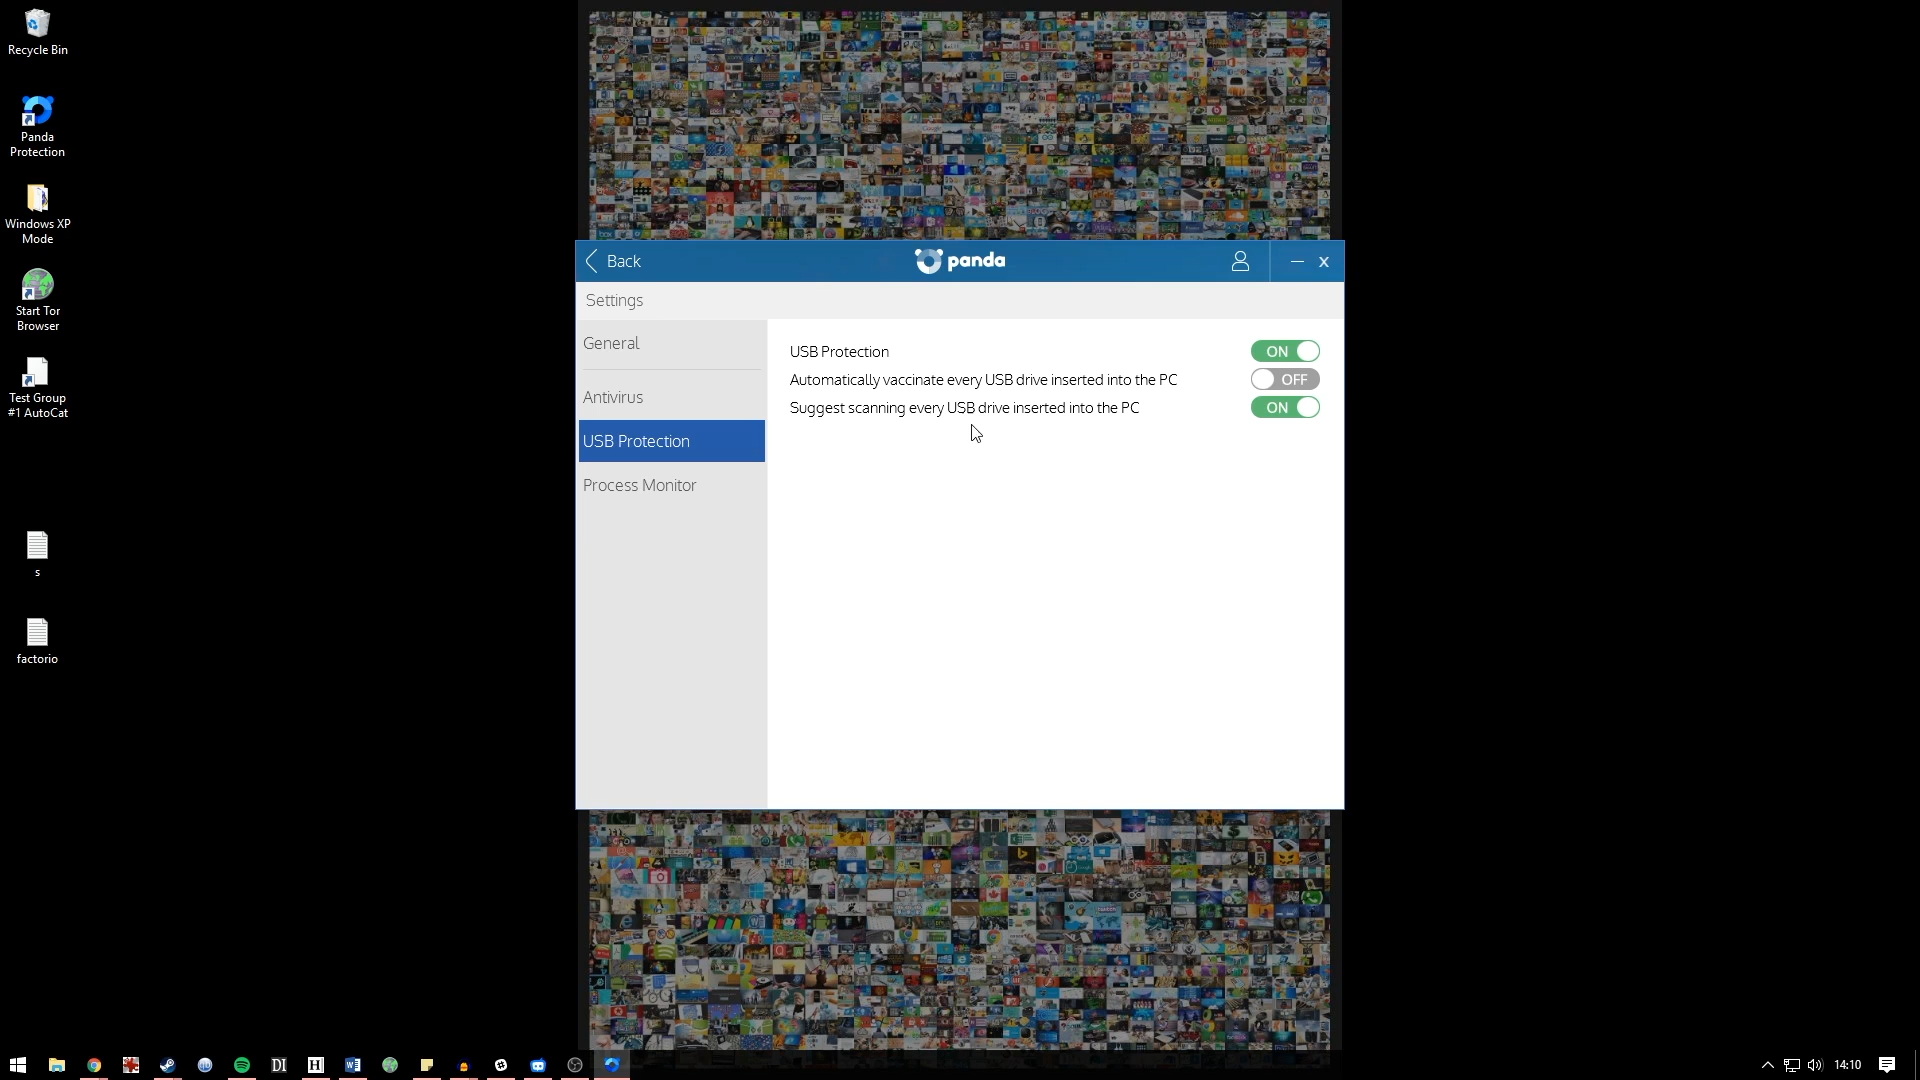 Recycle Bin
Panda
Protection
Windows XP
Mode
Start Tor
Browser
Test Group
#1 AutoCat
s
factorio
Back
panda
x
Settings
General
Antivirus
USB Protection
Process Monitor
USB Protection
ON
Automatically vaccinate every USB drive inserted into the PC
OFF
Suggest scanning every USB drive inserted into the PC
ON
DI
H
14:10